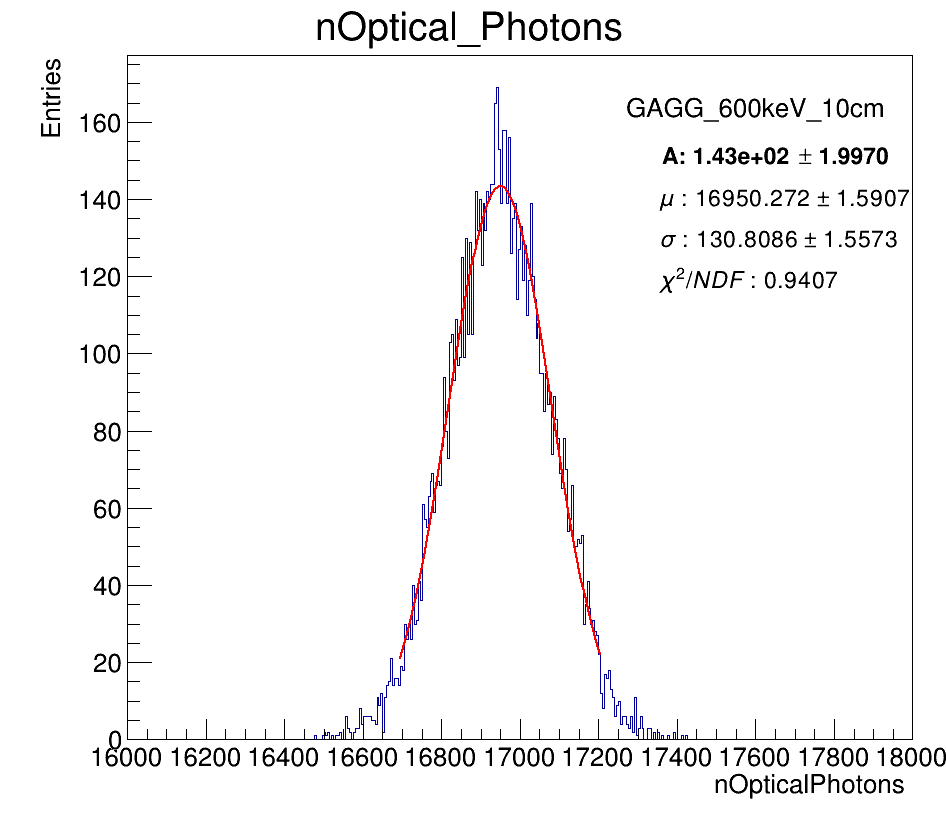 nOptical_Photons
Entries
GAGG_600keV_10cm
A: 1.43e+02 ± 1.9970
μ : 16950.272 ± 1.5907
σ : 130.8086 ± 1.5573
χ²/NDF : 0.9407
160
140
120
100
80
60
40
20
0
16000 16200 16400 16600 16800 17000 17200 17400 17600 17800 18000
nOpticalPhotons